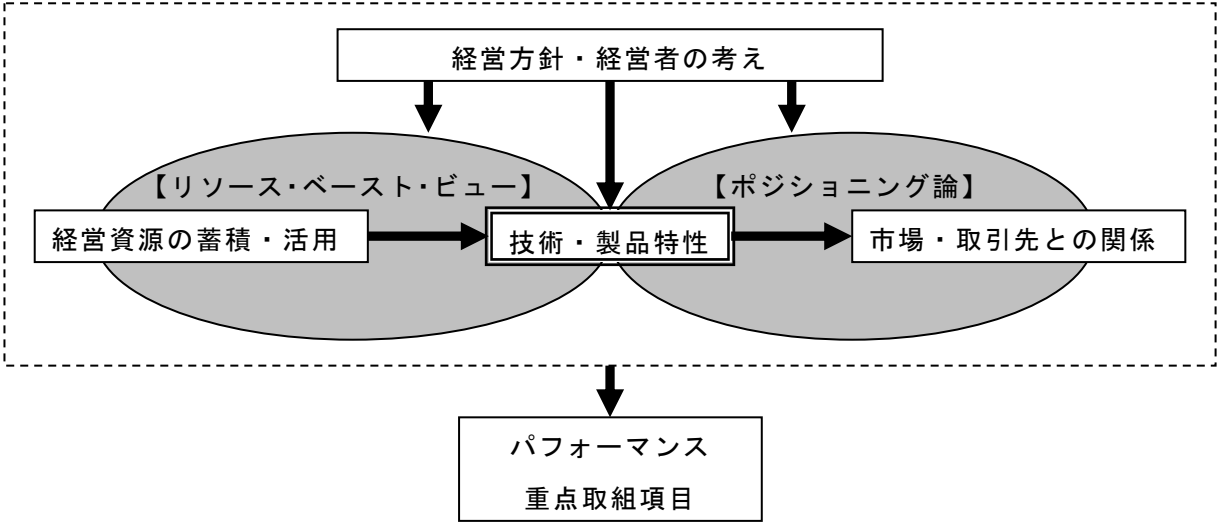 経営方針・経営者の考え
【リソース・ベースト・ビュー】
【ポジショニング論】
経営資源の蓄積・活用
技術・製品特性
市場・取引先との関係
パフォーマンス
重点取組項目